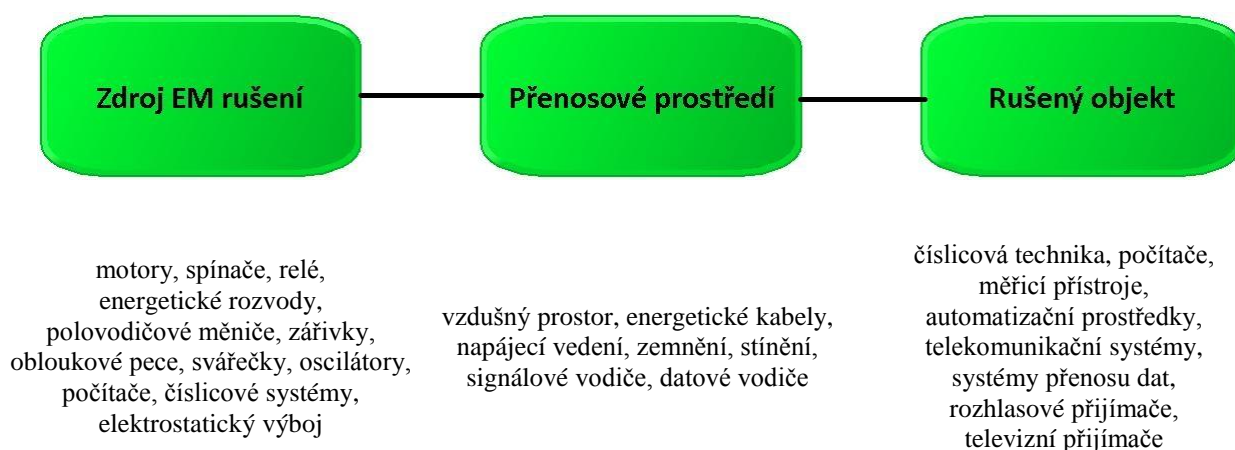 Zdroj EM rušení
Přenosové prostředí
Rušený objekt
motory, spínače, relé,
energetické rozvody,
polovodičové měniče, zářivky,
obloukové pece, svářečky, oscilátory,
počítače, číslicové systémy,
elektrostatický výboj
vzdušný prostor, energetické kabely,
napájecí vedení, zemnění, stínění,
signálové vodiče, datové vodiče
číslicová technika, počítače,
měřicí přístroje,
automatizační prostředky,
telekomunikační systémy,
systémy přenosu dat,
rozhlasové přijímače,
televizní přijímače